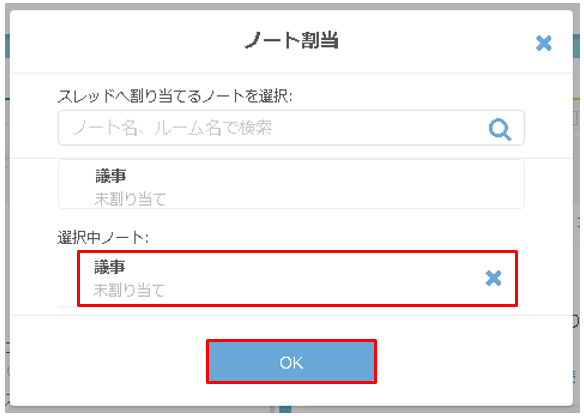 ノート割当
スレッドへ割り当てるノートを選択:
ノート名、ルーム名で検索
議事
未割り当て
選択中ノート:
議事
未割り当て
OK